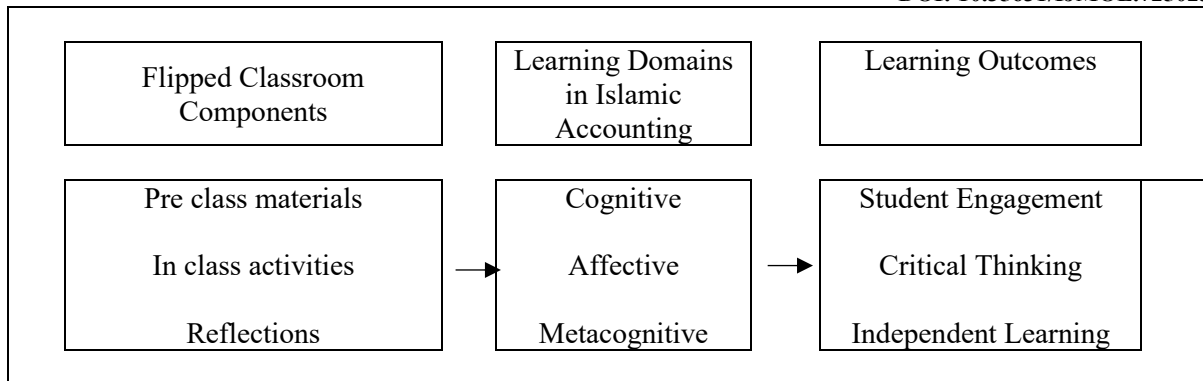 Flipped Classroom
Components
Learning Domains
in Islamic
Accounting
Learning Outcomes
Pre class materials
In class activities
Reflections
Cognitive
Affective
Metacognitive
Student Engagement
Critical Thinking
Independent Learning